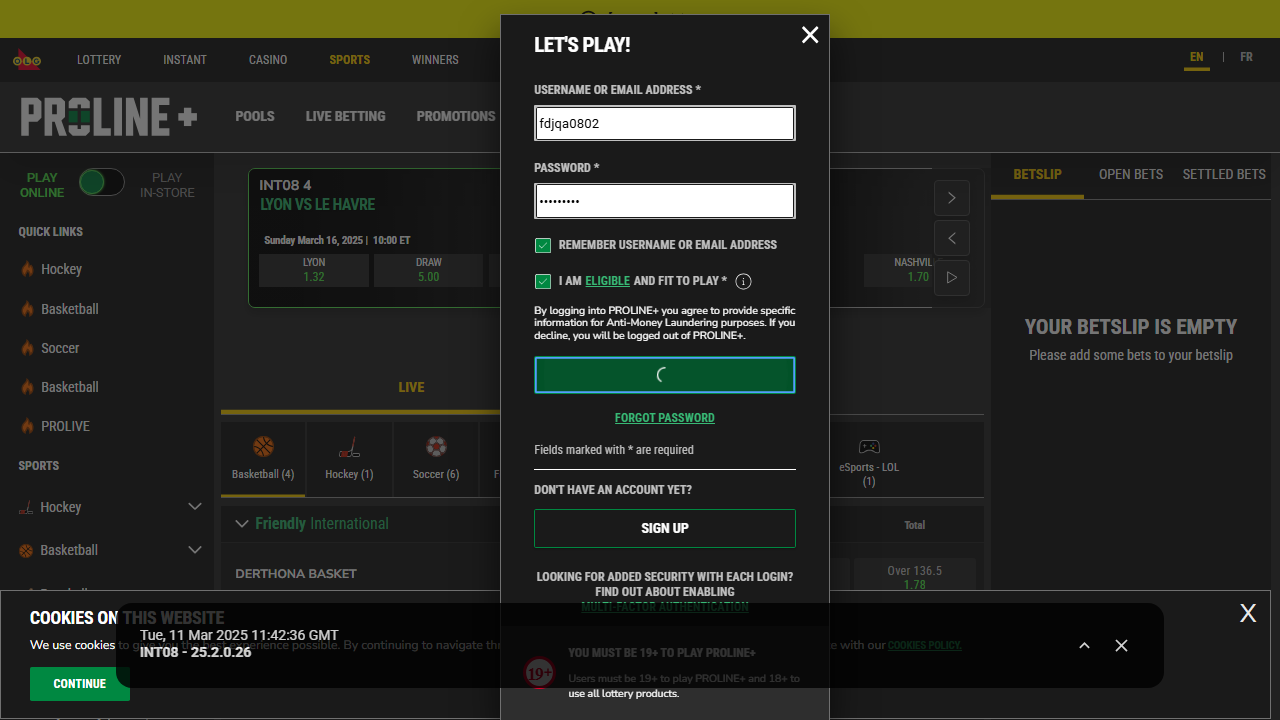 LOTTERY
INSTANT
CASINO
SPORTS
WINNERS
EN
FR
OLG
PROLINE +
POOLS
LIVE BETTING
PROMOTIONS
PLAY ONLINE
PLAY IN-STORE
QUICK LINKS
Hockey
Basketball
Soccer
Basketball
PROLIVE
SPORTS
Hockey
Basketball
INT08 4
LYON VS LE HAVRE
Sunday March 16, 2025 | 10:00 ET
LYON
1.32
DRAW
5.00
NASHVIL
1.70
LIVE
Basketball (4)
Hockey (1)
Soccer (6)
eSports - LOL
(1)
Friendly International
Total
DERTHONA BASKET
Over 136.5
1.78
BETSLIP
OPEN BETS
SETTLED BETS
YOUR BETSLIP IS EMPTY
Please add some bets to your betslip
LET'S PLAY!
USERNAME OR EMAIL ADDRESS *
fdjqa0802
PASSWORD *
•••••••••
REMEMBER USERNAME OR EMAIL ADDRESS
I AM ELIGIBLE AND FIT TO PLAY *
By logging into PROLINE+ you agree to provide specific
information for Anti-Money Laundering purposes. If you
decline, you will be logged out of PROLINE+.
FORGOT PASSWORD
Fields marked with * are required
DON'T HAVE AN ACCOUNT YET?
SIGN UP
LOOKING FOR ADDED SECURITY WITH EACH LOGIN?
FIND OUT ABOUT ENABLING
MULTI-FACTOR AUTHENTICATION
19+
YOU MUST BE 19+ TO PLAY PROLINE+
Users must be 19+ to play PROLINE+ and 18+ to
use all lottery products.
COOKIES ON THIS WEBSITE
X
We use cookies to give you the best experience possible. By continuing to navigate the
e with our COOKIES POLICY.
CONTINUE
Tue, 11 Mar 2025 11:42:36 GMT
INT08 - 25.2.0.26